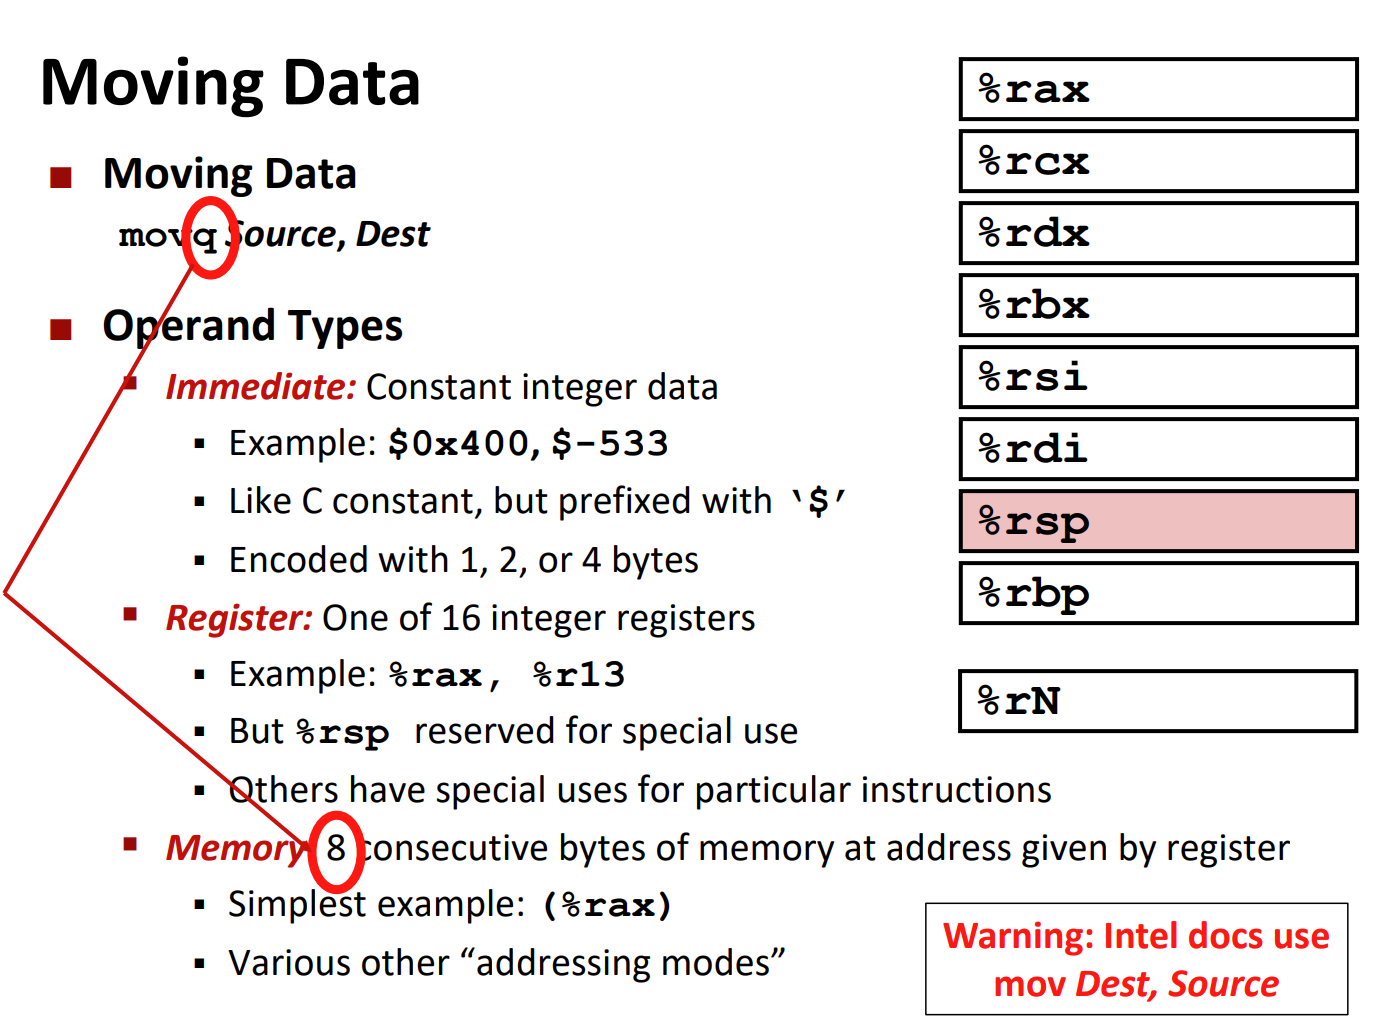 Moving Data
Moving Data
movq Source, Dest
Operand Types
Immediate: Constant integer data
Example: $0x400, $-533
Like C constant, but prefixed with ‘$’
Encoded with 1, 2, or 4 bytes
Register: One of 16 integer registers
Example: %rax, %r13
But %rsp reserved for special use
Others have special uses for particular instructions
Memory 8 consecutive bytes of memory at address given by register
Simplest example: (%rax)
Various other “addressing modes”
%rax
%rcx
%rdx
%rbx
%rsi
%rdi
%rsp
%rbp
%rN
Warning: Intel docs use
mov Dest, Source